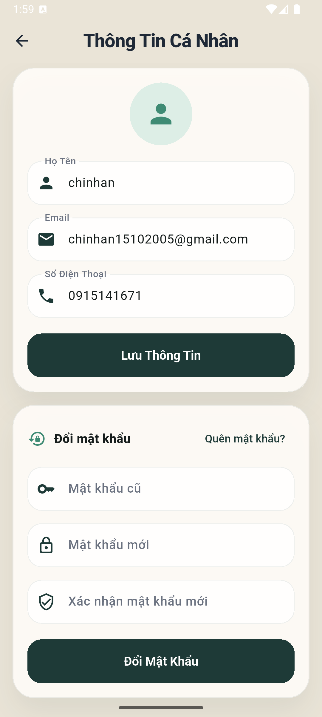 1:59
Thông Tin Cá Nhân
Họ Tên
chinhan
Email
chinhan15102005@gmail.com
Số Điện Thoại
0915141671
Lưu Thông Tin
Đổi mật khẩu
Quên mật khẩu?
Mật khẩu cũ
Mật khẩu mới
Xác nhận mật khẩu mới
Đổi Mật Khẩu